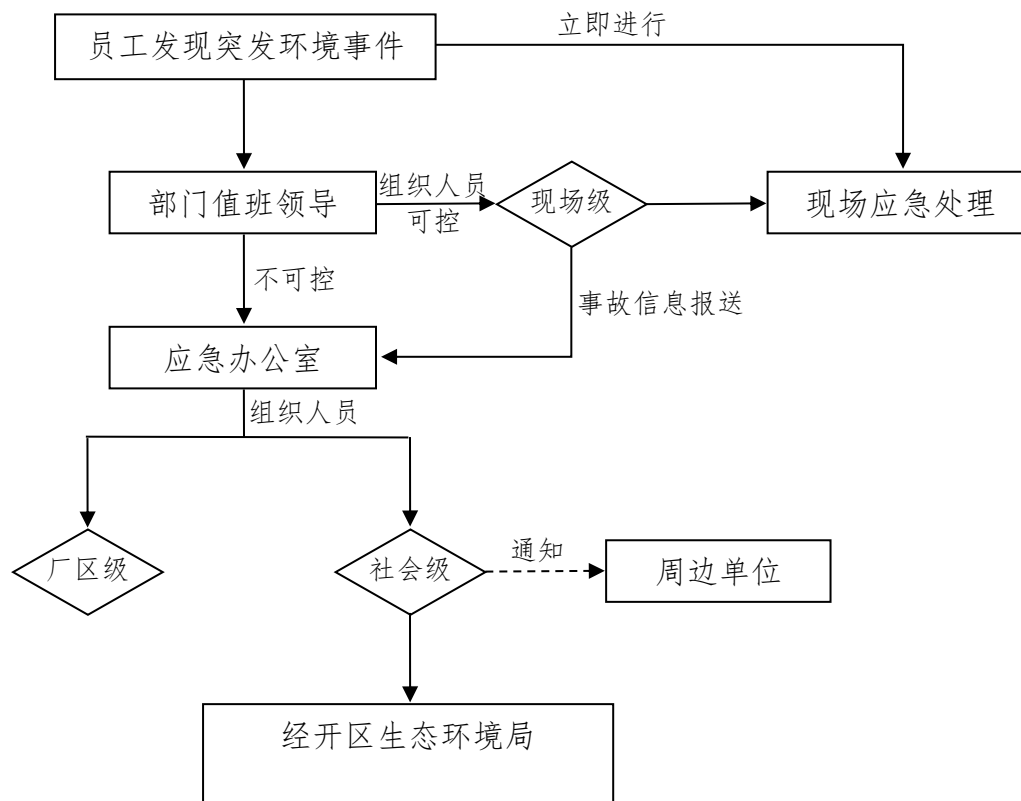 立即进行
员工发现突发环境事件
部门值班领导
组织人员
可控
现场级
现场应急处理
不可控
事故信息报送
应急办公室
组织人员
厂区级
社会级
通知
周边单位
经开区生态环境局